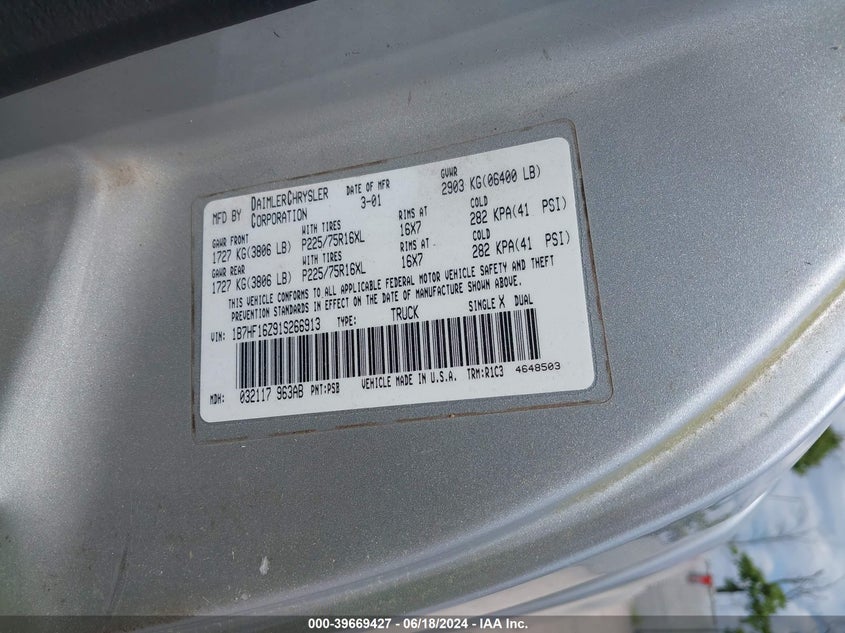 MFD BY DAIMLERCHRYSLER CORPORATION DATE OF MFR 3-01 GVWR 2903 KG(06400 LB)
GAWR FRONT WITH TIRES RIMS AT COLD
1727 KG(3806 LB) P225/75R16XL 16X7 282 KPA(41 PSI)
GAWR REAR WITH TIRES RIMS AT COLD
1727 KG(3806 LB) P225/75R16XL 16X7 282 KPA(41 PSI)
THIS VEHICLE CONFORMS TO ALL APPLICABLE FEDERAL MOTOR VEHICLE SAFETY AND THEFT
PREVENTION STANDARDS IN EFFECT ON THE DATE OF MANUFACTURE SHOWN ABOVE.
VIN: 1B7HF16Z91S266913 TYPE: TRUCK SINGLE X DUAL
MDH: 032117 963AB PNT:PSB VEHICLE MADE IN U.S.A. TRM:R1C3 4648503
000-39669427 - 06/18/2024 - IAA Inc.